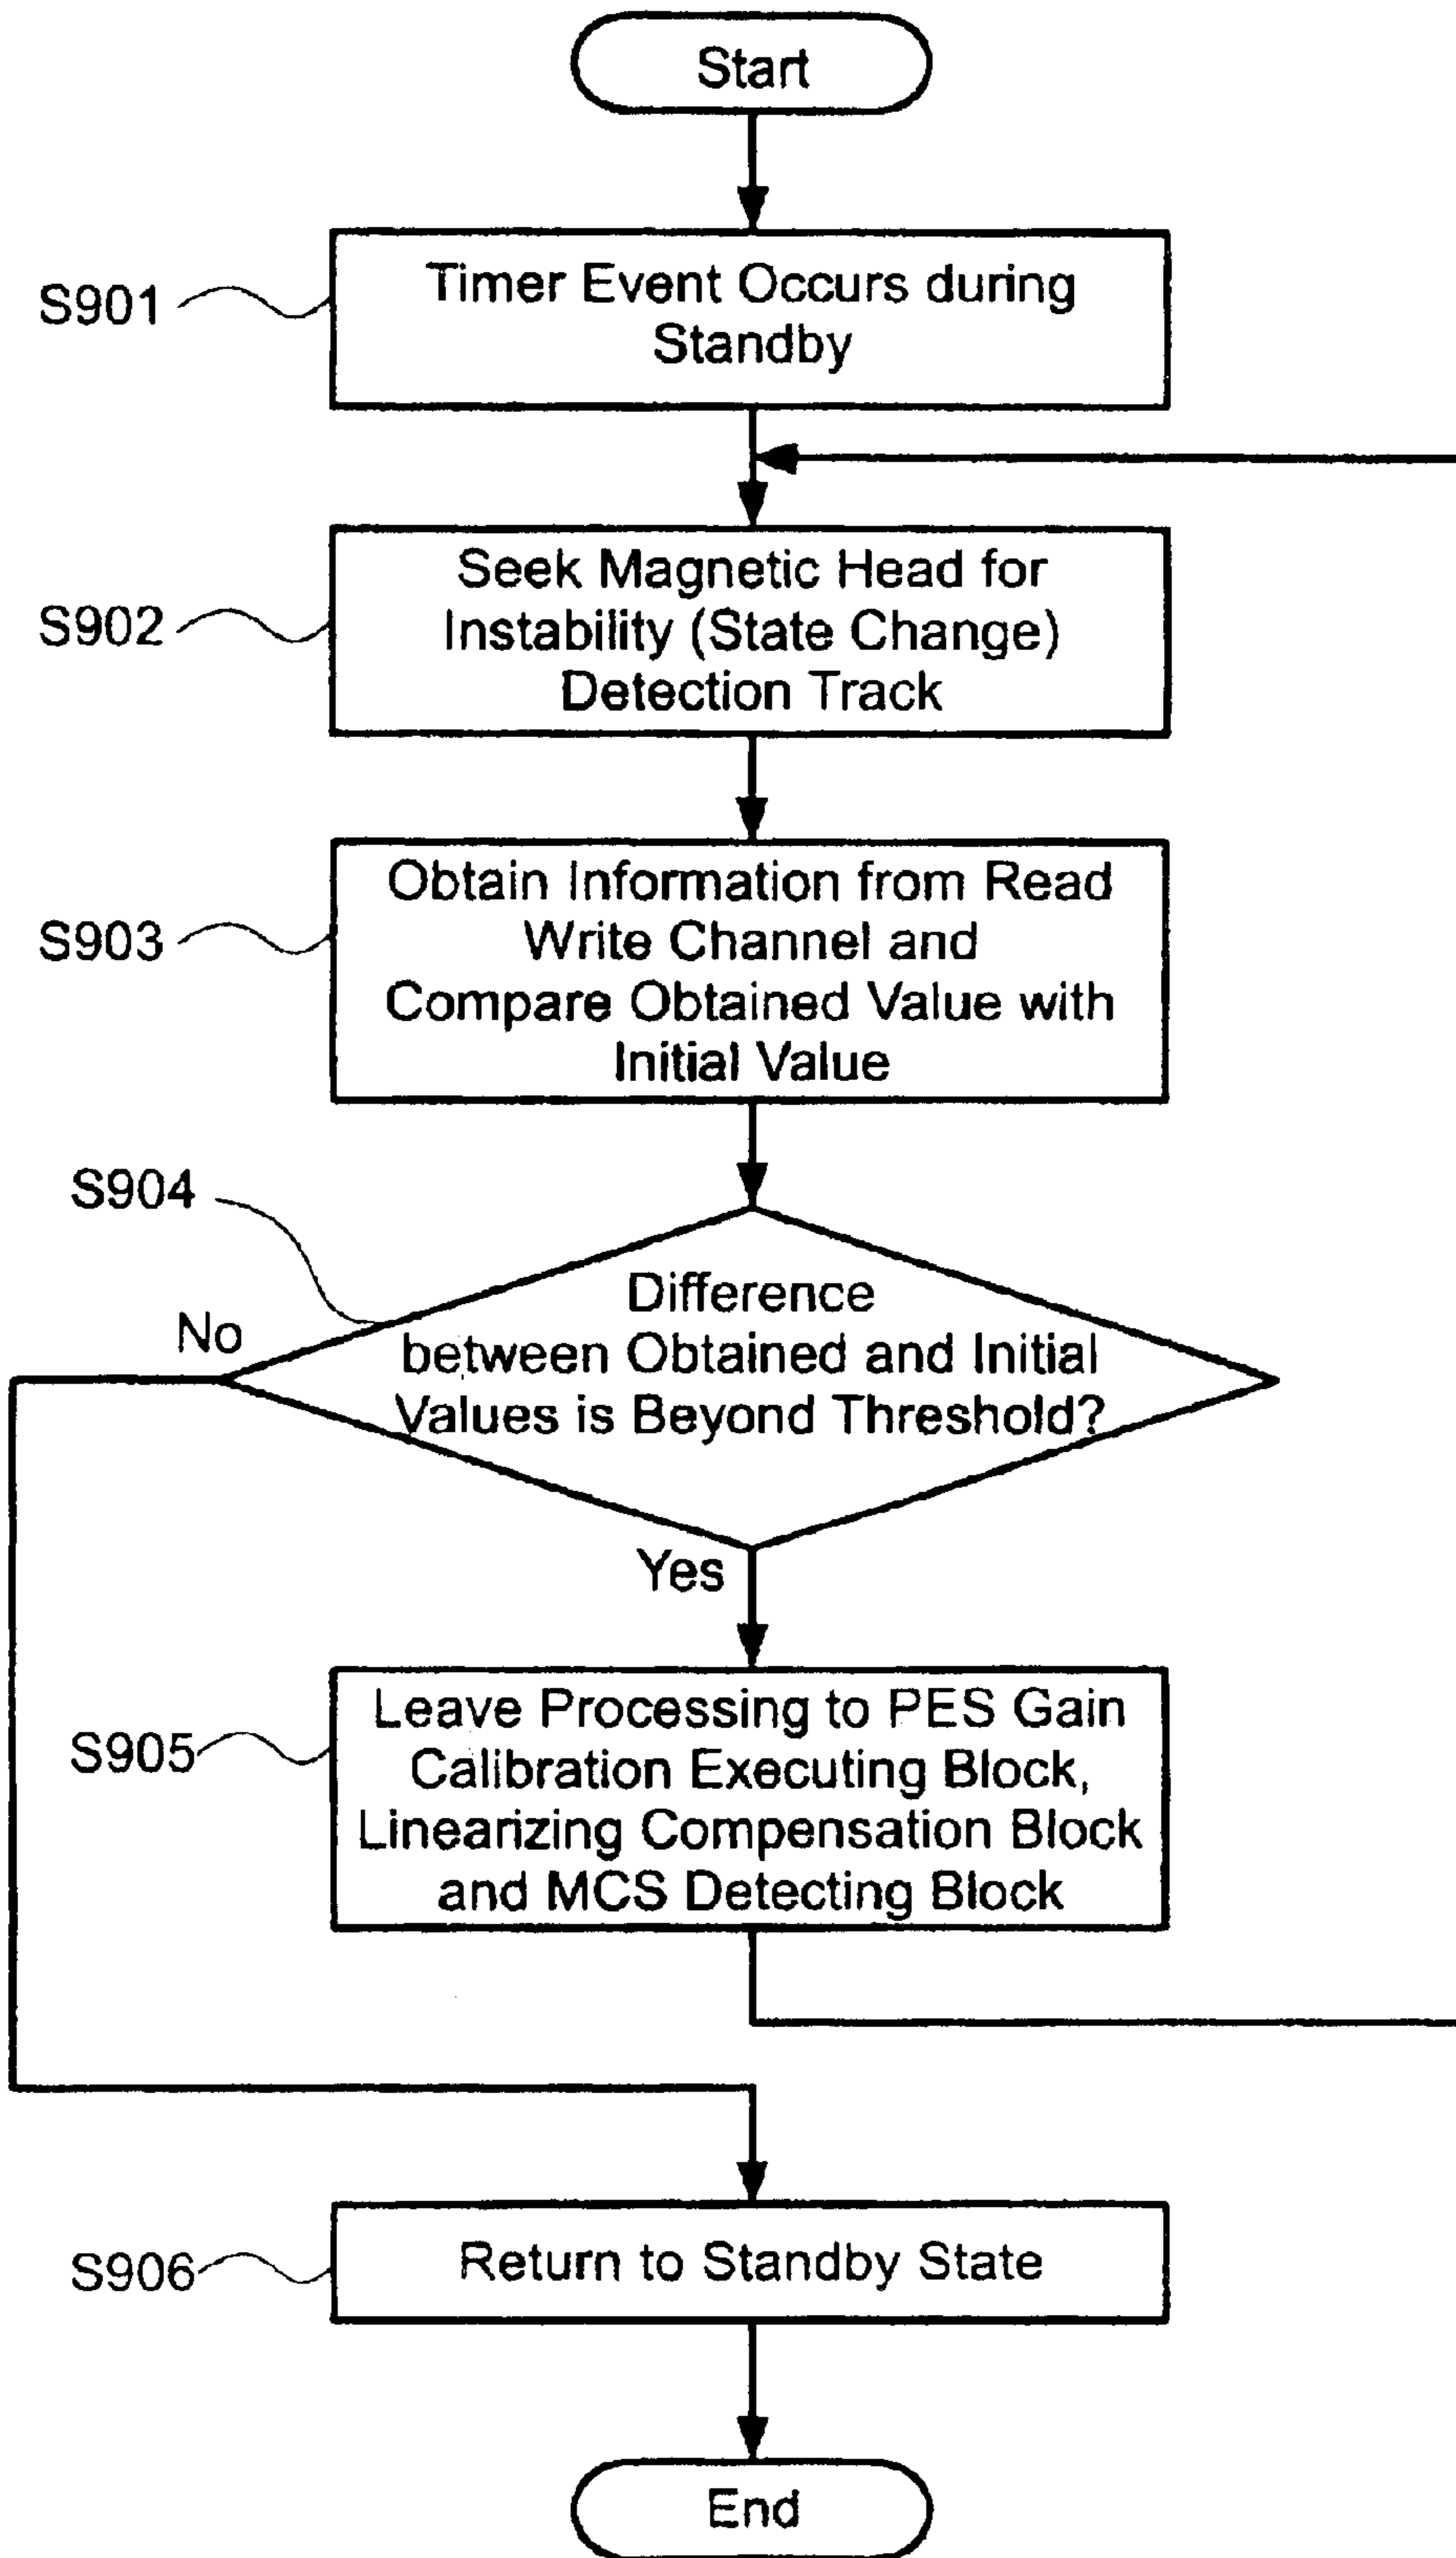 Start
S901
Timer Event Occurs during
Standby
S902
Seek Magnetic Head for
Instability (State Change)
Detection Track
S903
Obtain Information from Read
Write Channel and
Compare Obtained Value with
Initial Value
S904
Difference
between Obtained and Initial
Values is Beyond Threshold?
No
Yes
S905
Leave Processing to PES Gain
Calibration Executing Block,
Linearizing Compensation Block
and MCS Detecting Block
S906
Return to Standby State
End